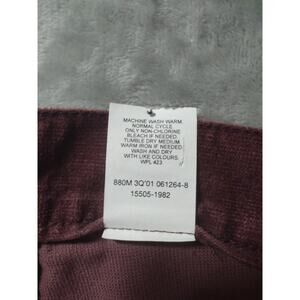 MACHINE WASH WARM,
NORMAL CYCLE.
ONLY NON-CHLORINE
BLEACH IF NEEDED.
TUMBLE DRY MEDIUM.
WARM IRON IF NEEDED.
WASH AND DRY
WITH LIKE COLOURS.
WPL 423
880M 3Q'01 061264-8
15505-1982